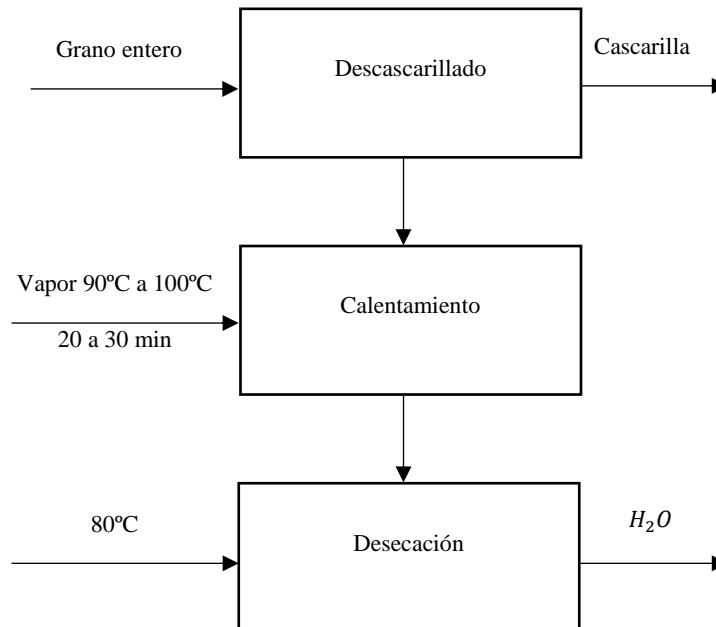 Grano entero
Descascarillado
Cascarilla
Vapor 90ºC a 100ºC
20 a 30 min
Calentamiento
80ºC
Desecación
H₂O